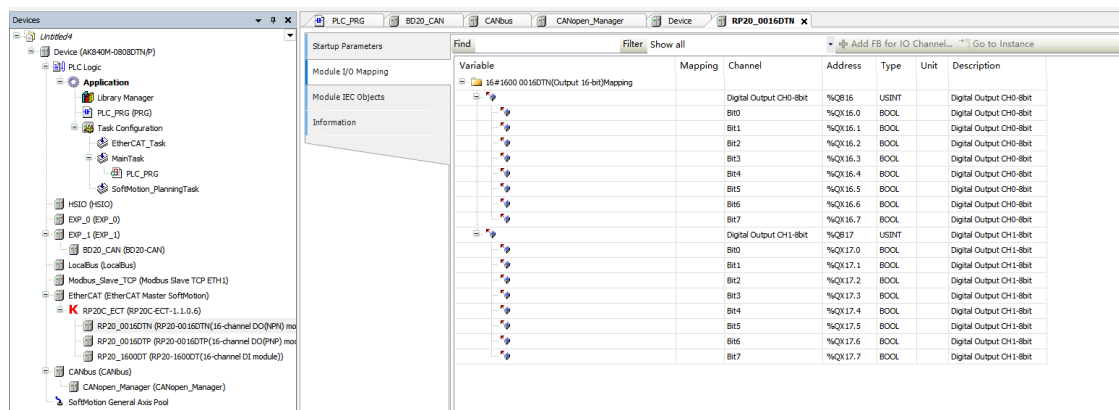 Devices
Untitled4
Device (AK840M-0808DTN/P)
PLC Logic
Application
Library Manager
PLC_PRG (PRG)
Task Configuration
EtherCAT_Task
MainTask
PLC_PRG
SoftMotion_PlanningTask
HSIO (HSIO)
EXP_0 (EXP_0)
EXP_1 (EXP_1)
BD20_CAN (BD20-CAN)
LocalBus (LocalBus)
Modbus_Slave_TCP (Modbus Slave TCP ETH1)
EtherCAT (EtherCAT Master SoftMotion)
RP20C_ECT (RP20C-ECT-1.1.0.6)
RP20_0016DTN (RP20-0016DTN(16-channel DO(NPN) mo
RP20_0016DTP (RP20-0016DTP(16-channel DO(PNP) mod
RP20_1600DT (RP20-1600DT(16-channel DI module))
CANbus (CANbus)
CANopen_Manager (CANopen_Manager)
SoftMotion General Axis Pool
PLC_PRG BD20_CAN CANbus CANopen_Manager Device RP20_0016DTN
Startup Parameters
Module I/O Mapping
Module IEC Objects
Information
Find Filter Show all Add FB for IO Channel... Go to Instance
Variable Mapping Channel Address Type Unit Description
16#1600 0016DTN(Output 16-bit)Mapping
Digital Output CH0-8bit %QB16 USINT Digital Output CH0-8bit
Bit0 %QX16.0 BOOL Digital Output CH0-8bit
Bit1 %QX16.1 BOOL Digital Output CH0-8bit
Bit2 %QX16.2 BOOL Digital Output CH0-8bit
Bit3 %QX16.3 BOOL Digital Output CH0-8bit
Bit4 %QX16.4 BOOL Digital Output CH0-8bit
Bit5 %QX16.5 BOOL Digital Output CH0-8bit
Bit6 %QX16.6 BOOL Digital Output CH0-8bit
Bit7 %QX16.7 BOOL Digital Output CH0-8bit
Digital Output CH1-8bit %QB17 USINT Digital Output CH1-8bit
Bit0 %QX17.0 BOOL Digital Output CH1-8bit
Bit1 %QX17.1 BOOL Digital Output CH1-8bit
Bit2 %QX17.2 BOOL Digital Output CH1-8bit
Bit3 %QX17.3 BOOL Digital Output CH1-8bit
Bit4 %QX17.4 BOOL Digital Output CH1-8bit
Bit5 %QX17.5 BOOL Digital Output CH1-8bit
Bit6 %QX17.6 BOOL Digital Output CH1-8bit
Bit7 %QX17.7 BOOL Digital Output CH1-8bit